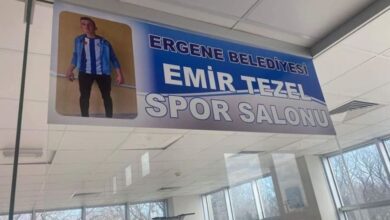 ERGENE BELEDİYESİ
EMİR TEZEL
SPOR SALONU